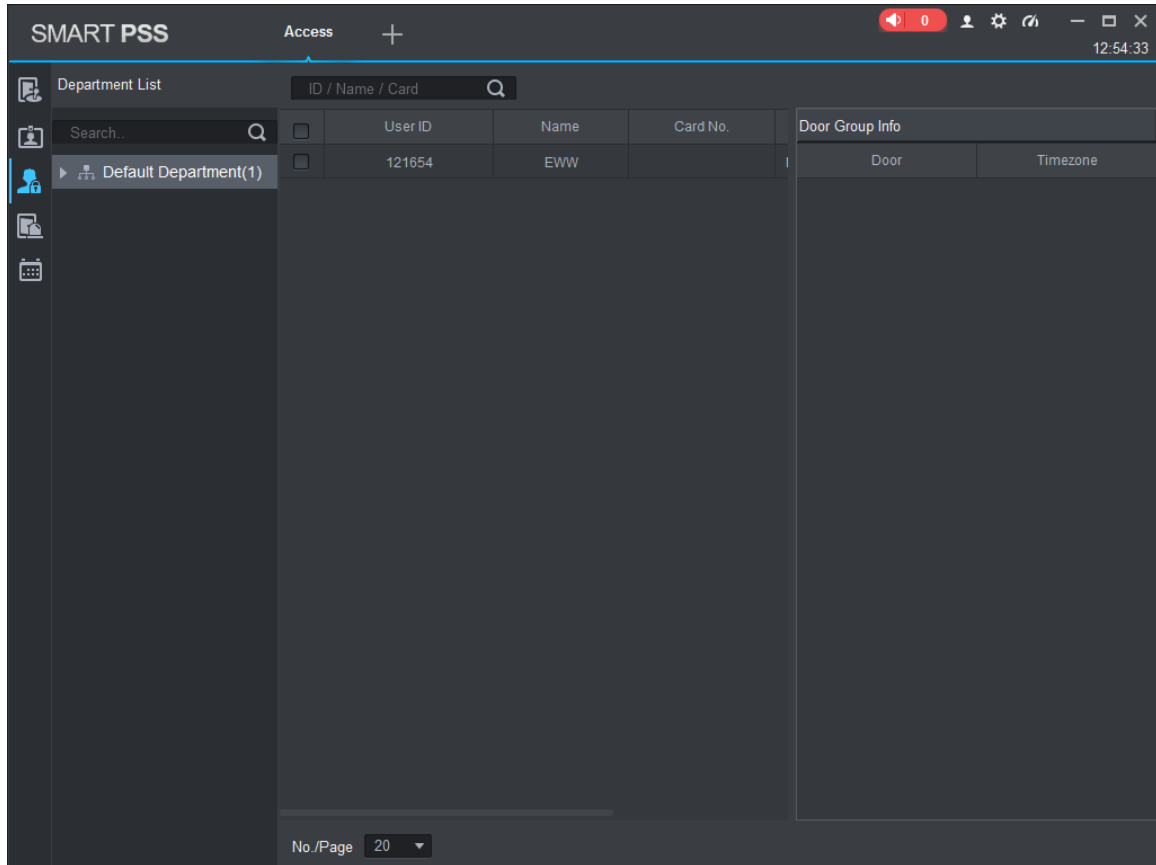 SMART PSS
Access
0
12:54:33
Department List
ID / Name / Card
Search..
User ID Name Card No.
Door Group Info
Default Department(1)
121654 EWW
Door Timezone
No./Page 20